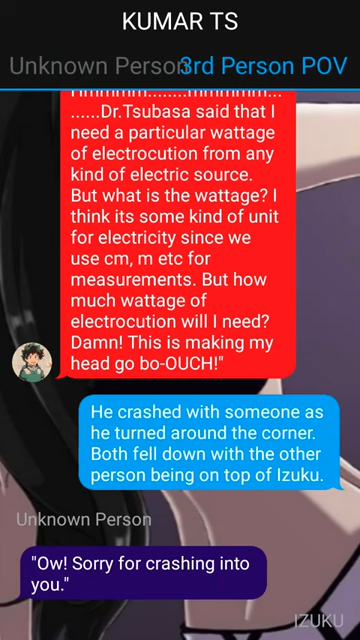 KUMAR TS
Unknown Person 3rd Person POV
......Dr.Tsubasa said that I
need a particular wattage
of electrocution from any
kind of electric source.
But what is the wattage? I
think its some kind of unit
for electricity since we
use cm, m etc for
measurements. But how
much wattage of
electrocution will I need?
Damn! This is making my
head go bo-OUCH!"
He crashed with someone as
he turned around the corner.
Both fell down with the other
person being on top of Izuku.
Unknown Person
"Ow! Sorry for crashing into
you."
IZUKU